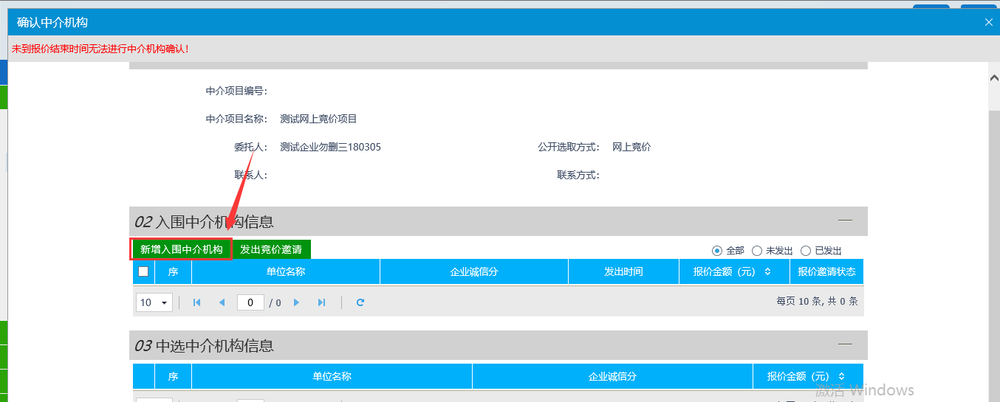 确认中介机构
未到报价结束时间无法进行中介机构确认!
中介项目编号:
中介项目名称: 测试网上竞价项目
委托人: 测试企业勿删三180305 公开选取方式: 网上竞价
联系人: 联系方式:
02 入围中介机构信息
新增入围中介机构 发出竞价邀请 全部 未发出 已发出
序 单位名称 企业诚信分 发出时间 报价金额(元) 报价邀请状态
10 0 / 0 每页 10 条, 共 0 条
03 中选中介机构信息
序 单位名称 企业诚信分 报价金额(元)
激活 Windows